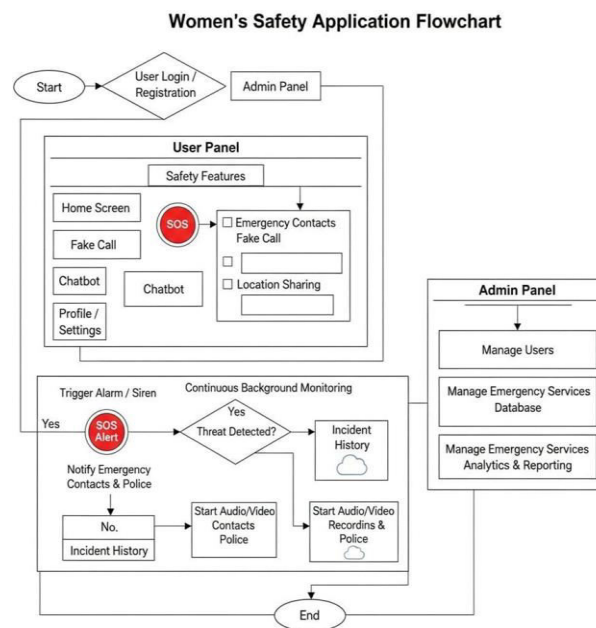 Women's Safety Application Flowchart
Start
User Login /
Registration
Admin Panel
User Panel
Safety Features
Home Screen
Fake Call
Chatbot
Profile /
Settings
SOS
Chatbot
Emergency Contacts
Fake Call
Location Sharing
Admin Panel
Manage Users
Manage Emergency Services
Database
Manage Emergency Services
Analytics & Reporting
Trigger Alarm / Siren
Continuous Background Monitoring
Yes
SOS
Alert
Yes
Threat Detected?
Incident
History
Notify Emergency
Contacts & Police
No.
Incident History
Start Audio/Video
Contacts
Police
Start Audio/Video
Recordins &
Police
End